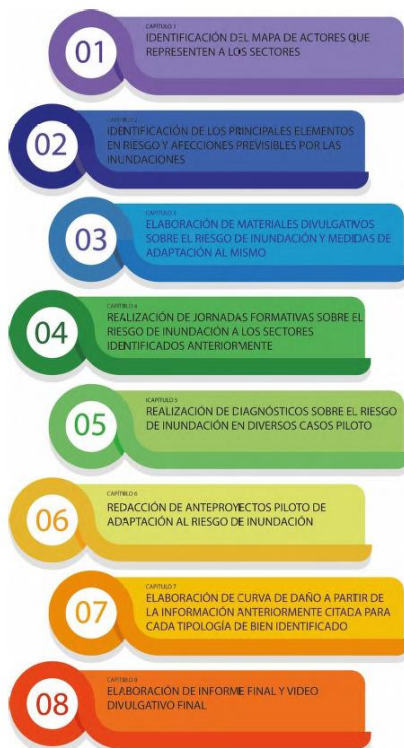 01
CAPÍTULO 1
IDENTIFICACIÓN DEL MAPA DE ACTORES QUE
REPRESENTEN A LOS SECTORES
02
CAPÍTULO 2
IDENTIFICACIÓN DE LOS PRINCIPALES ELEMENTOS
EN RIESGO Y AFECCIONES PREVISIBLES POR LAS
INUNDACIONES
03
CAPÍTULO 3
ELABORACIÓN DE MATERIALES DIVULGATIVOS
SOBRE EL RIESGO DE INUNDACIÓN Y MEDIDAS DE
ADAPTACIÓN AL MISMO
04
CAPÍTULO 4
REALIZACIÓN DE JORNADAS FORMATIVAS SOBRE EL
RIESGO DE INUNDACIÓN A LOS SECTORES
IDENTIFICADOS ANTERIORMENTE
05
CAPÍTULO 5
REALIZACIÓN DE DIAGNÓSTICOS SOBRE EL RIESGO
DE INUNDACIÓN EN DIVERSOS CASOS PILOTO
06
CAPÍTULO 6
REDACCIÓN DE ANTEPROYECTOS PILOTO DE
ADAPTACIÓN AL RIESGO DE INUNDACIÓN
07
CAPÍTULO 7
ELABORACIÓN DE CURVA DE DAÑO A PARTIR DE
LA INFORMACIÓN ANTERIORMENTE CITADA PARA
CADA TIPOLOGÍA DE BIEN IDENTIFICADO
08
CAPÍTULO 8
ELABORACIÓN DE INFORME FINAL Y VIDEO
DIVULGATIVO FINAL